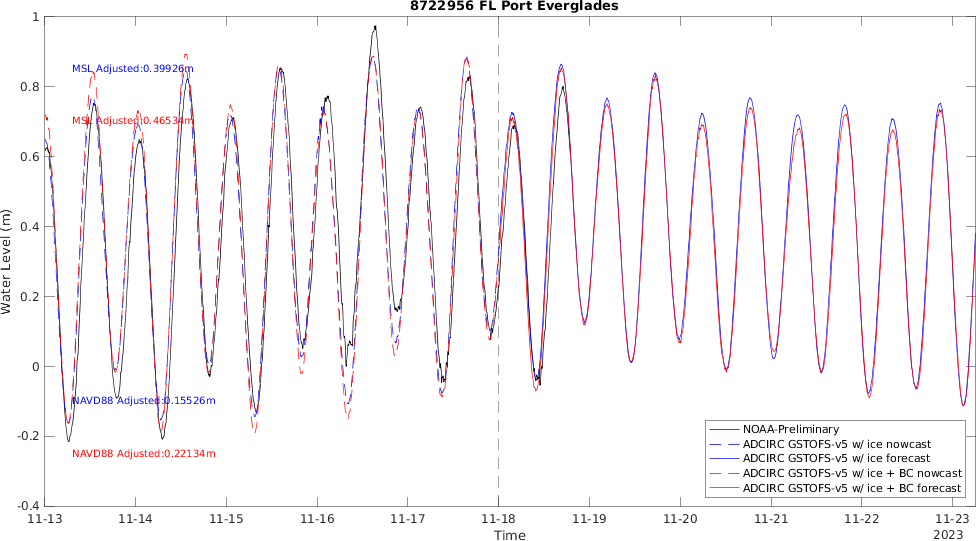 8722956 FL Port Everglades
1
0.8
0.6
0.4
0.2
0
-0.2
-0.4
Water Level (m)
MSL Adjusted:0.39926m
MSL Adjusted:0.46534m
NAVD88 Adjusted:0.15526m
NAVD88 Adjusted:0.22134m
NOAA-Preliminary
ADCIRC GSTOFS-v5 w/ ice nowcast
ADCIRC GSTOFS-v5 w/ ice forecast
ADCIRC GSTOFS-v5 w/ ice + BC nowcast
ADCIRC GSTOFS-v5 w/ ice + BC forecast
11-13 11-14 11-15 11-16 11-17 11-18 11-19 11-20 11-21 11-22 11-23
Time 2023